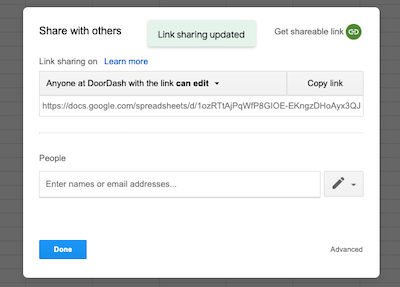 Share with others
Link sharing updated
Get shareable link GD
Link sharing on Learn more
Anyone at DoorDash with the link can edit Copy link
https://docs.google.com/spreadsheets/d/1ozRTtAjPqWfP8GIOE-EKngzDHoAyx3QJ
People
Enter names or email addresses...
Done
Advanced